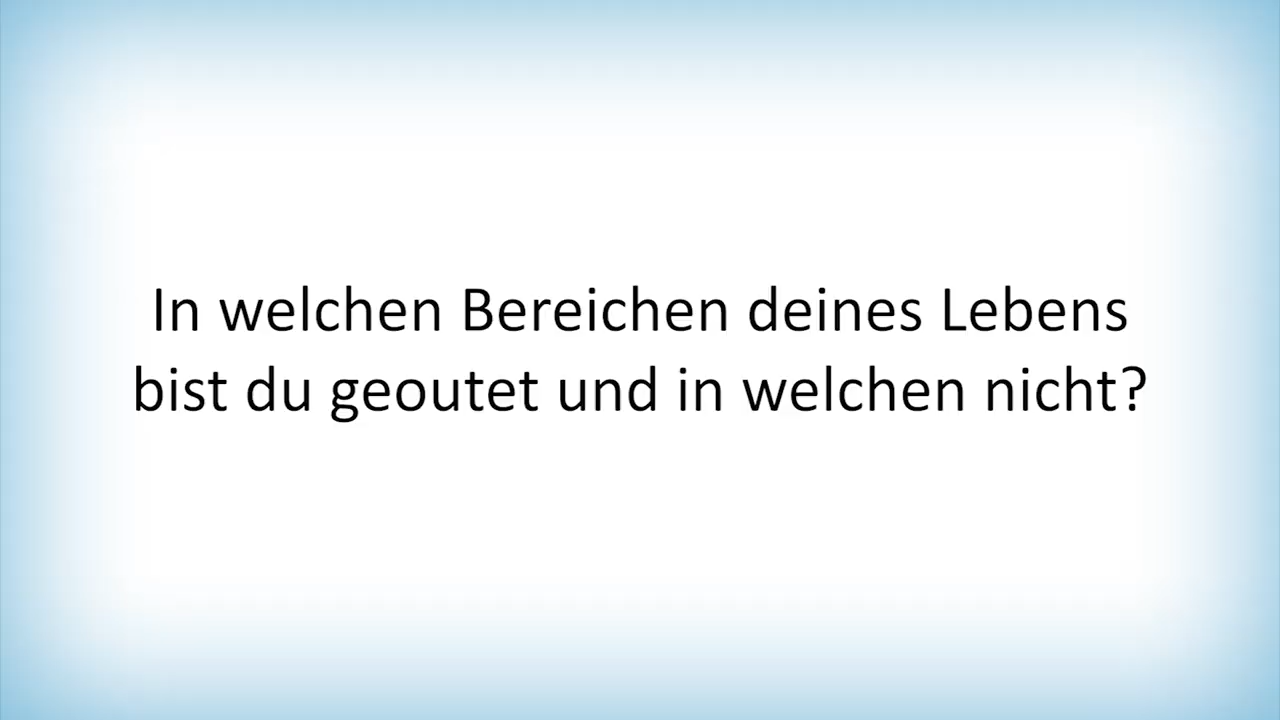 In welchen Bereichen deines Lebens
bist du geoutet und in welchen nicht?